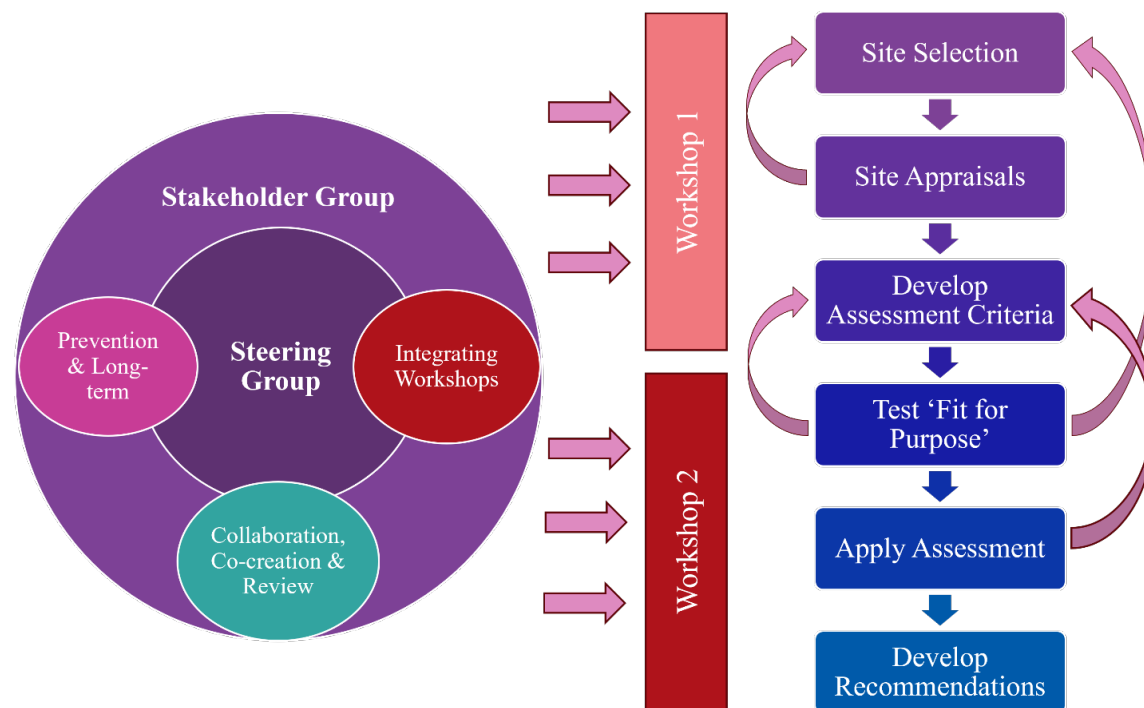 Stakeholder Group
Steering
Group
Prevention
& Long-
term
Integrating
Workshops
Collaboration,
Co-creation &
Review
Workshop 1
Workshop 2
Site Selection
Site Appraisals
Develop
Assessment Criteria
Test ‘Fit for
Purpose’
Apply Assessment
Develop
Recommendations